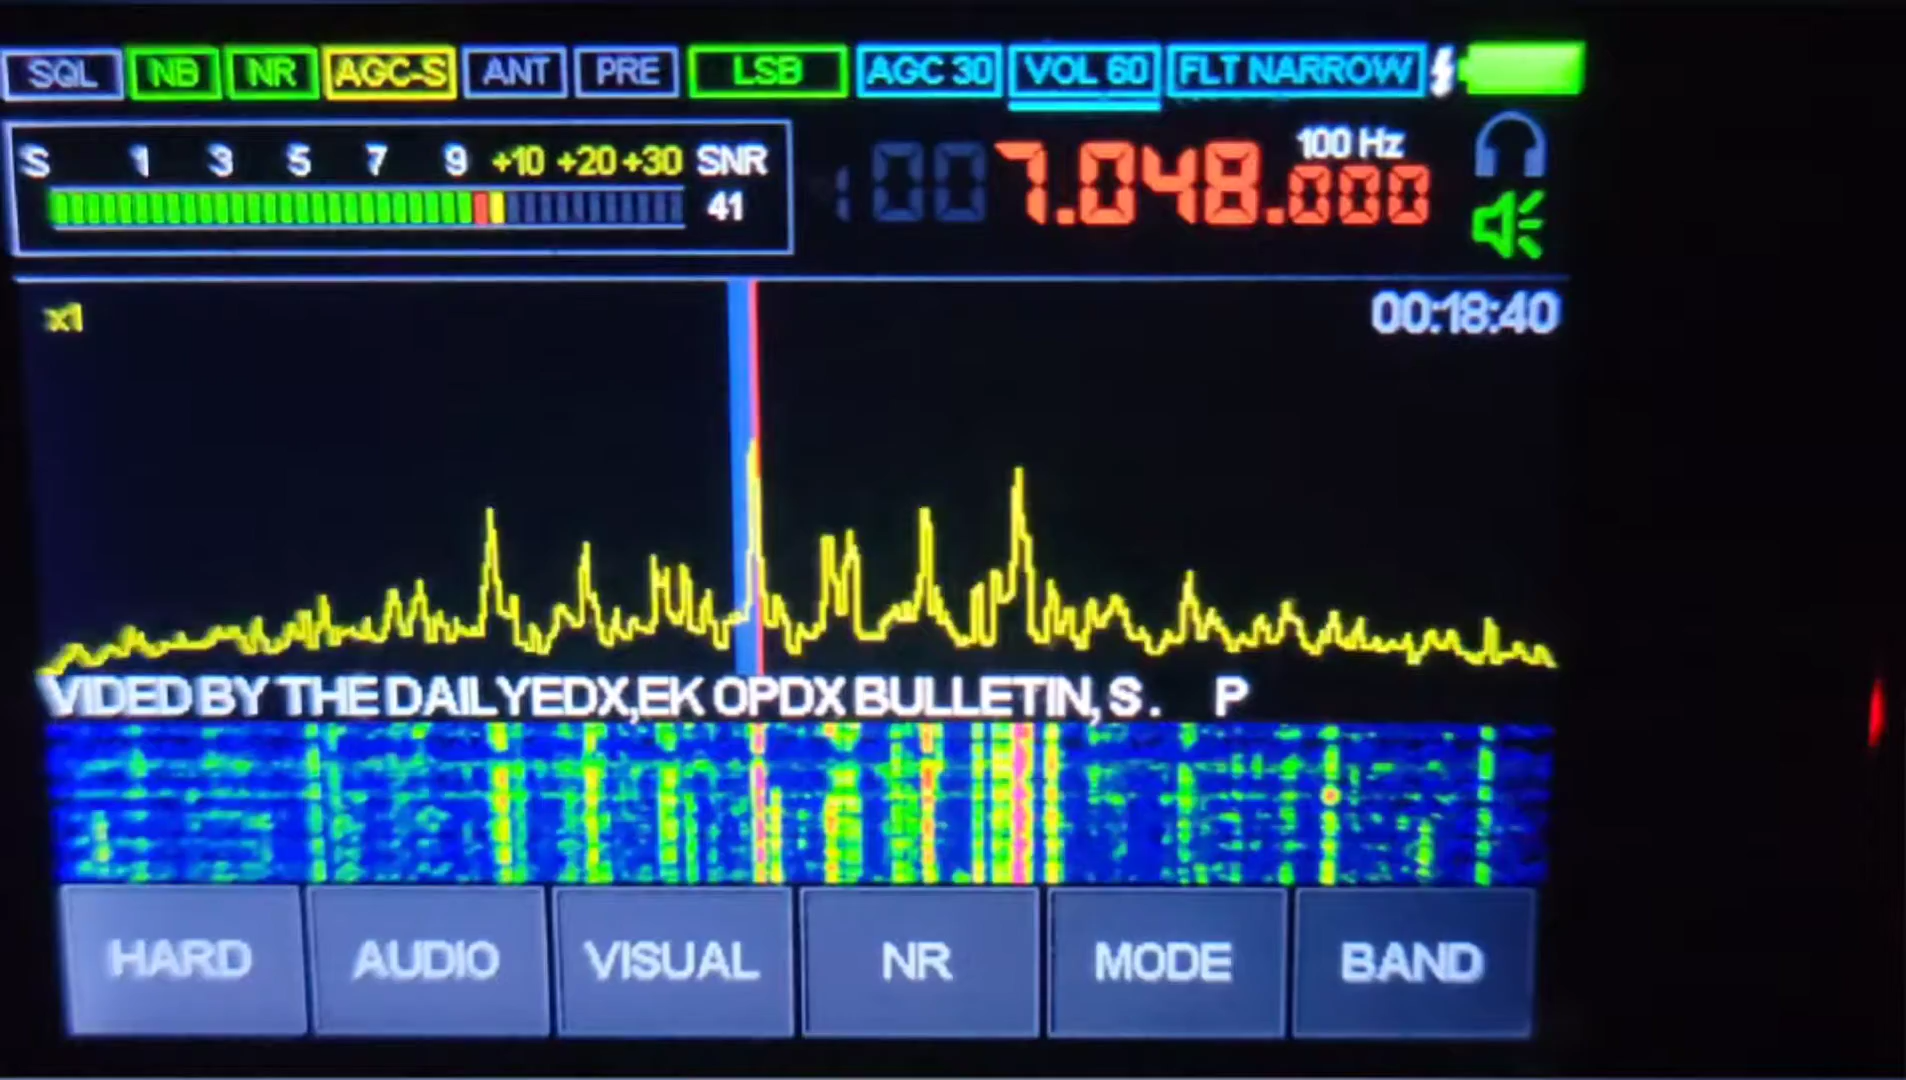 SQL NB NR AGC-S ANT PRE LSB AGC 30 VOL 60 FLT NARROW
S 1 3 5 7 9 +10 +20 +30 SNR
41
100 Hz
7.048.000
x1
00:18:40
VIDED BY THE DAILYEDX,EK OPDX BULLETIN, S . P
HARD AUDIO VISUAL NR MODE BAND